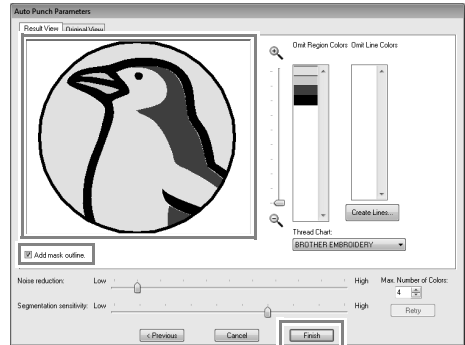 Auto Punch Parameters
Result View Original View
Omit Region Colors Omit Line Colors
Create Lines...
Thread Chart:
BROTHER EMBROIDERY
Add mask outline.
Noise reduction: Low High Max. Number of Colors:
4
Segmentation sensitivity: Low High Retry
< Previous Cancel Finish